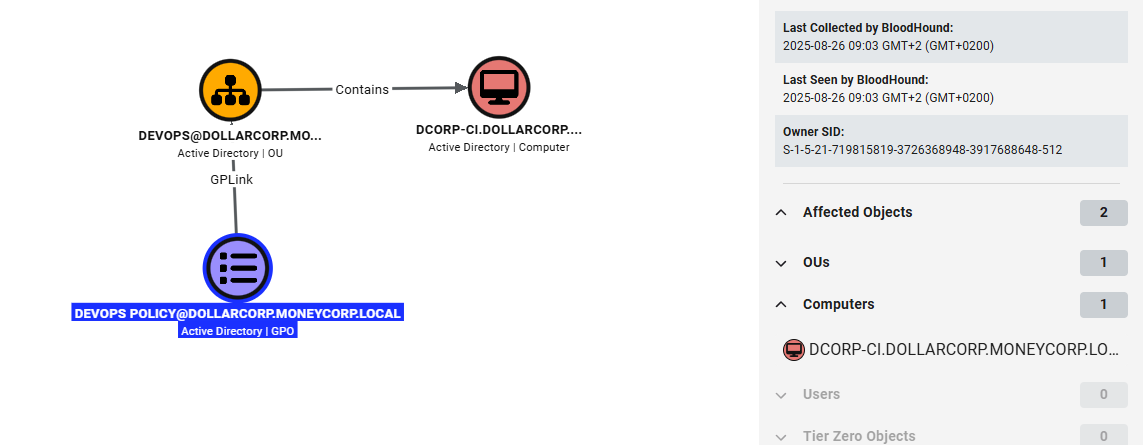 Contains
DEVOPS@DOLLARCORP.MO...
Active Directory | OU
DCORP-CI.DOLLARCORP....
Active Directory | Computer
GPLink
DEVOPS POLICY@DOLLARCORP.MONEYCORP.LOCAL
Active Directory | GPO
Last Collected by BloodHound:
2025-08-26 09:03 GMT+2 (GMT+0200)
Last Seen by BloodHound:
2025-08-26 09:03 GMT+2 (GMT+0200)
Owner SID:
S-1-5-21-719815819-3726368948-3917688648-512
Affected Objects 2
OUs 1
Computers 1
DCORP-CI.DOLLARCORP.MONEYCORP.LO...
Users 0
Tier Zero Objects 0